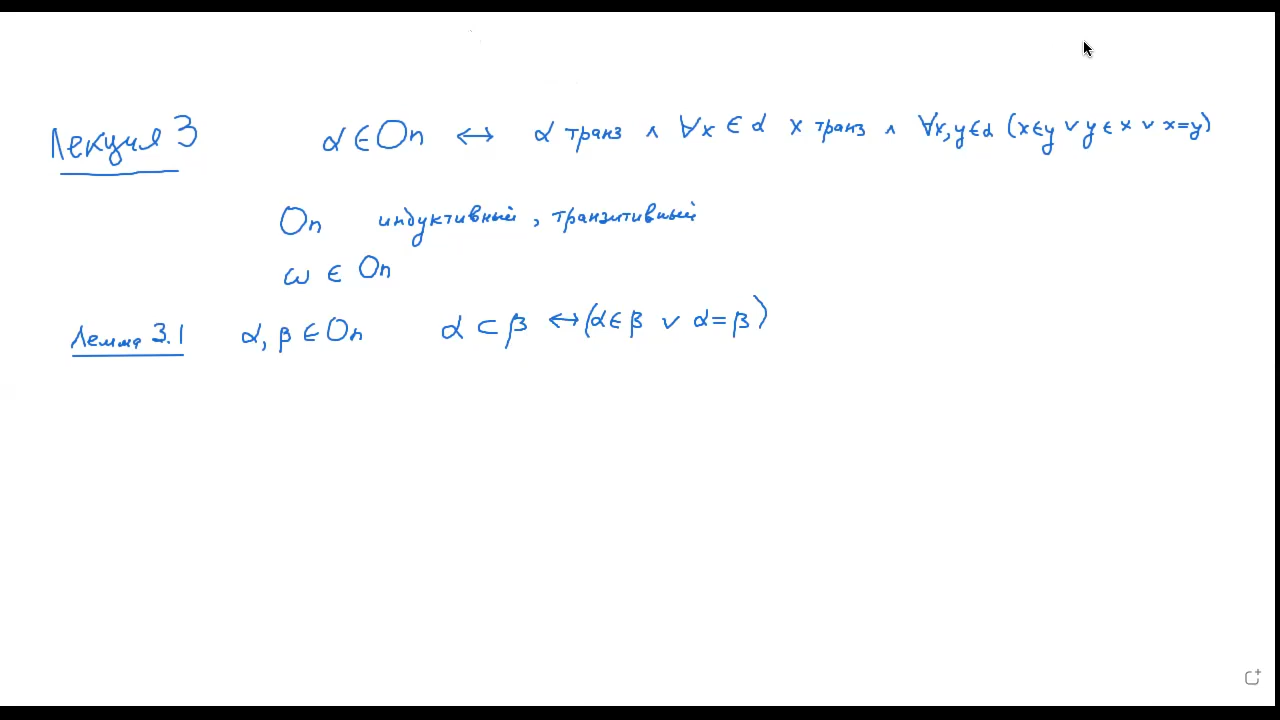 Лекция 3 α ∈ On ↔ α транз ∧ ∀x ∈ α x транз ∧ ∀x, y ∈ α (x ∈ y ∨ y ∈ x ∨ x = y)
On индуктивный, транзитивный
ω ∈ On
Лемма 3.1 α, β ∈ On α ⊂ β ↔ (α ∈ β ∨ α = β)